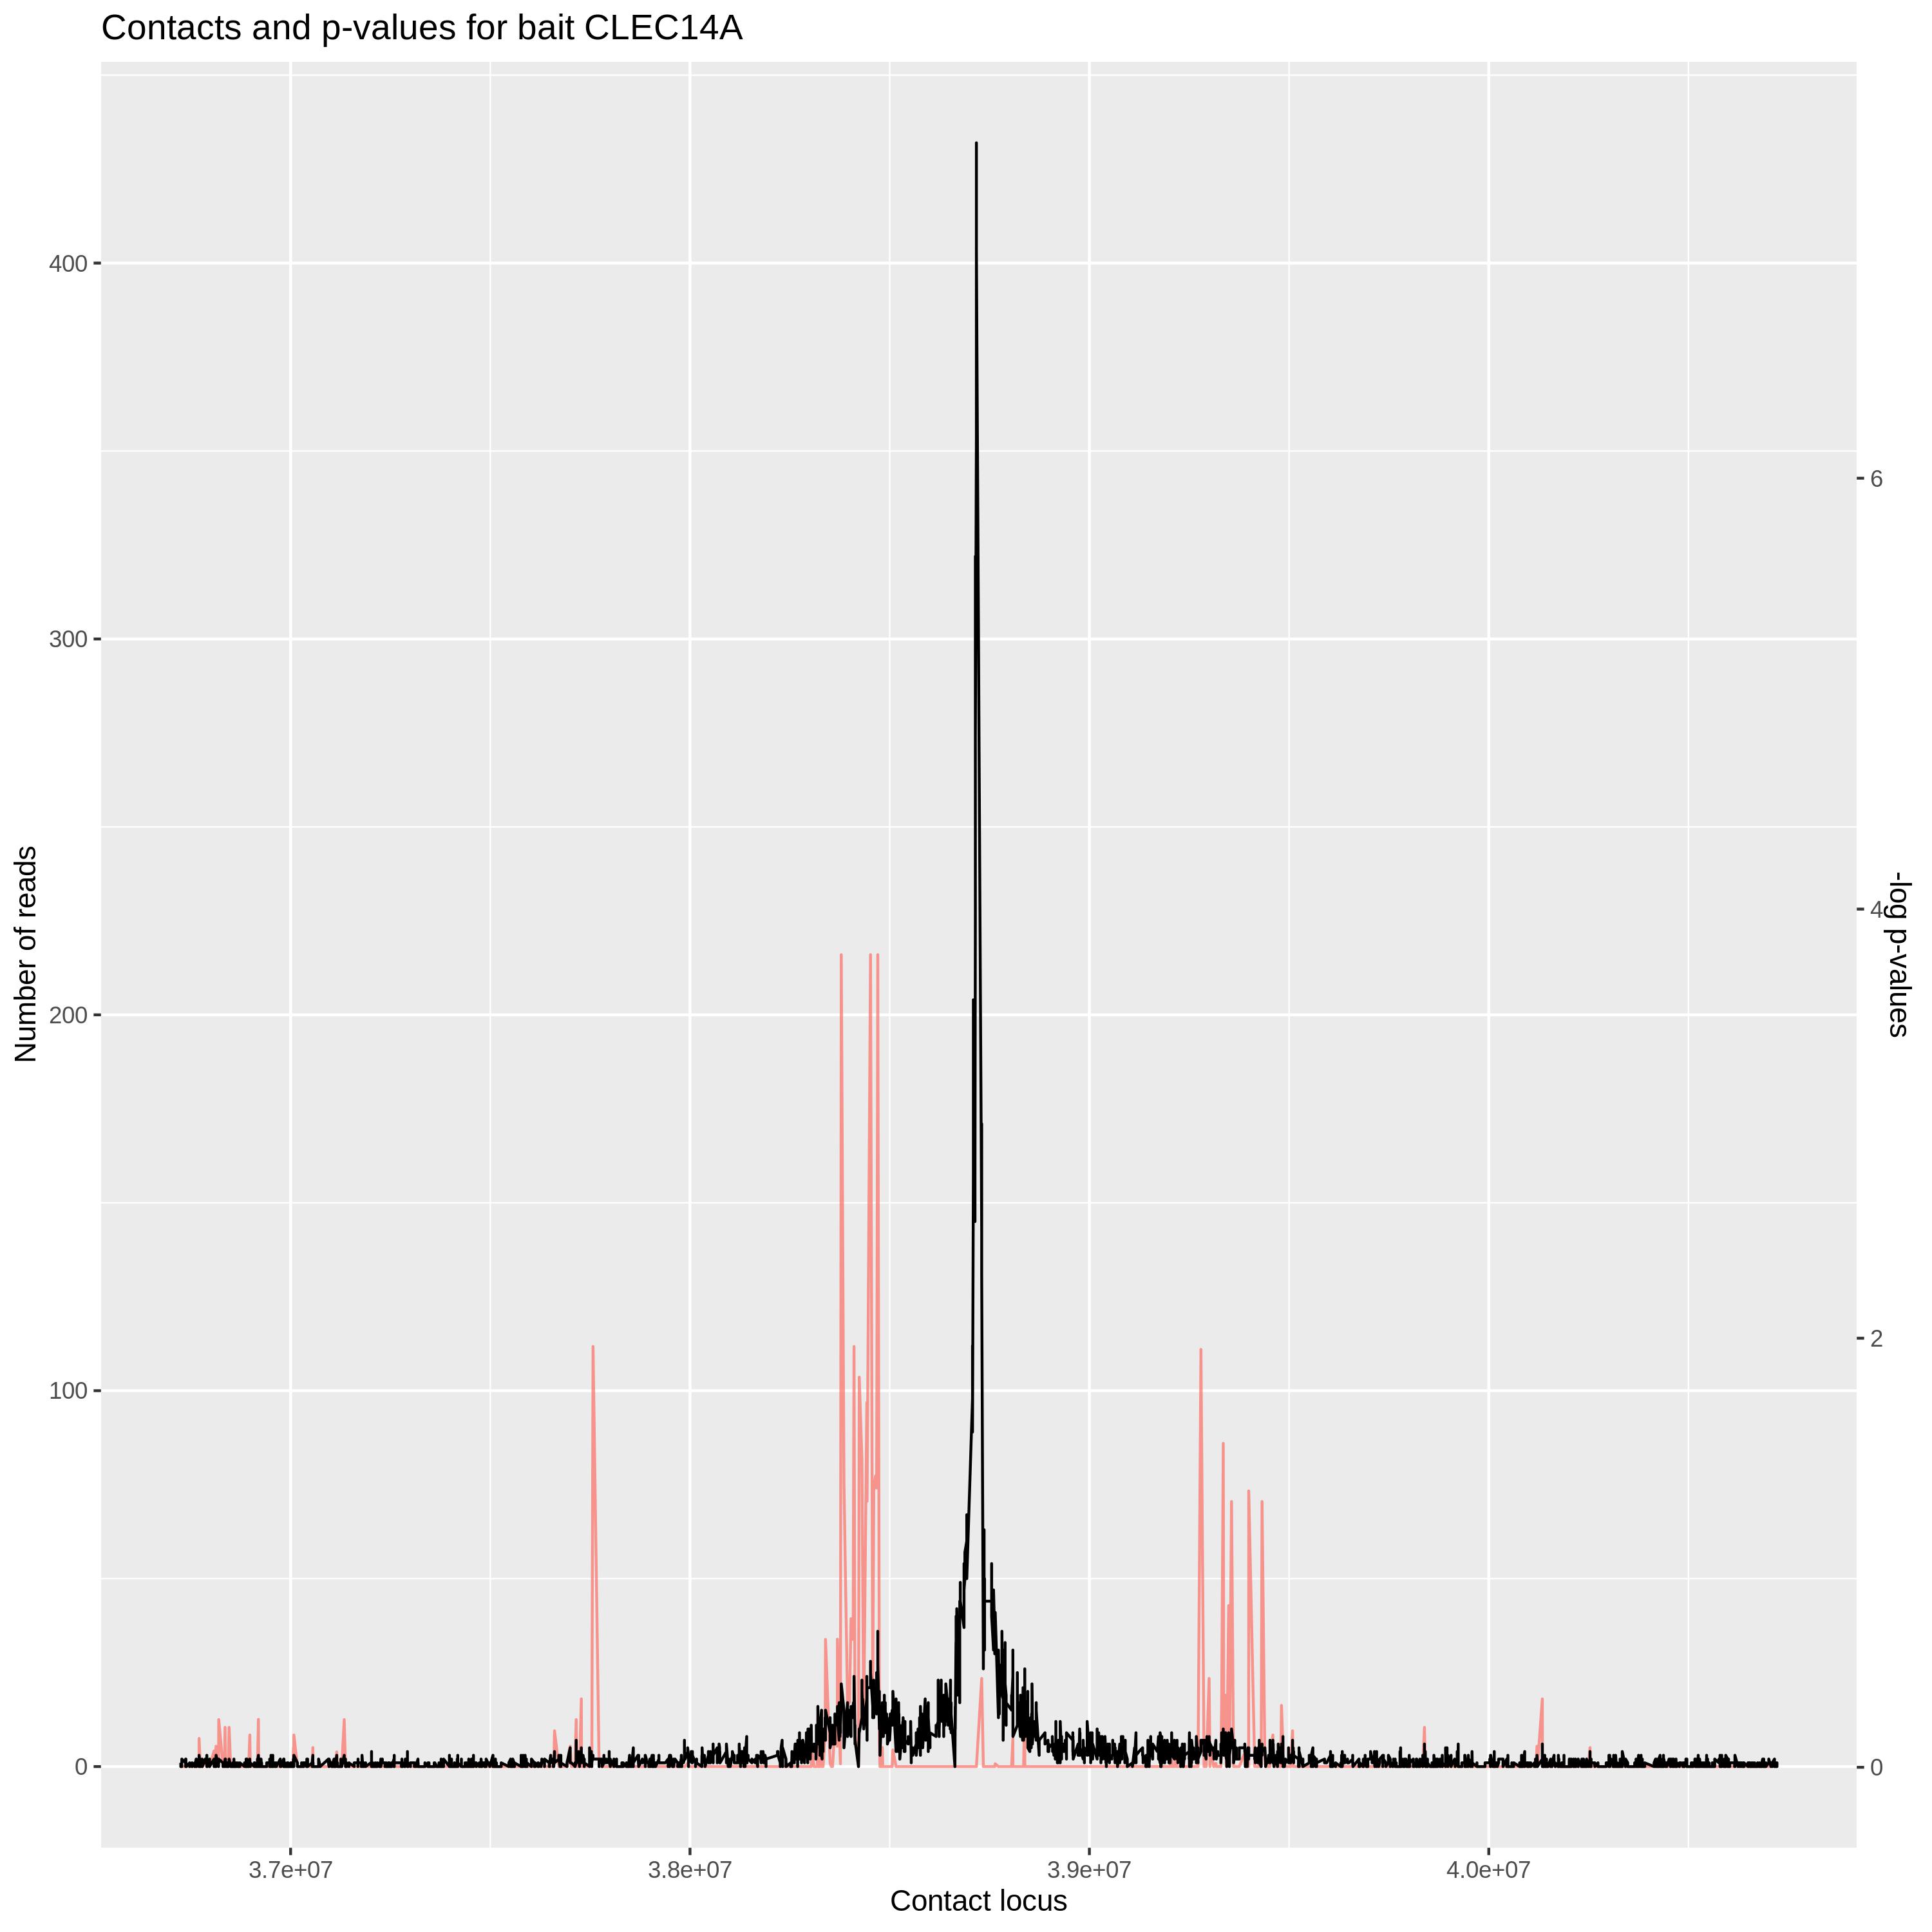 Contacts and p-values for bait CLEC14A
400
300
200
100
0
Number of reads
6
4
2
0
-log p-values
3.7e+07
3.8e+07
3.9e+07
4.0e+07
Contact locus